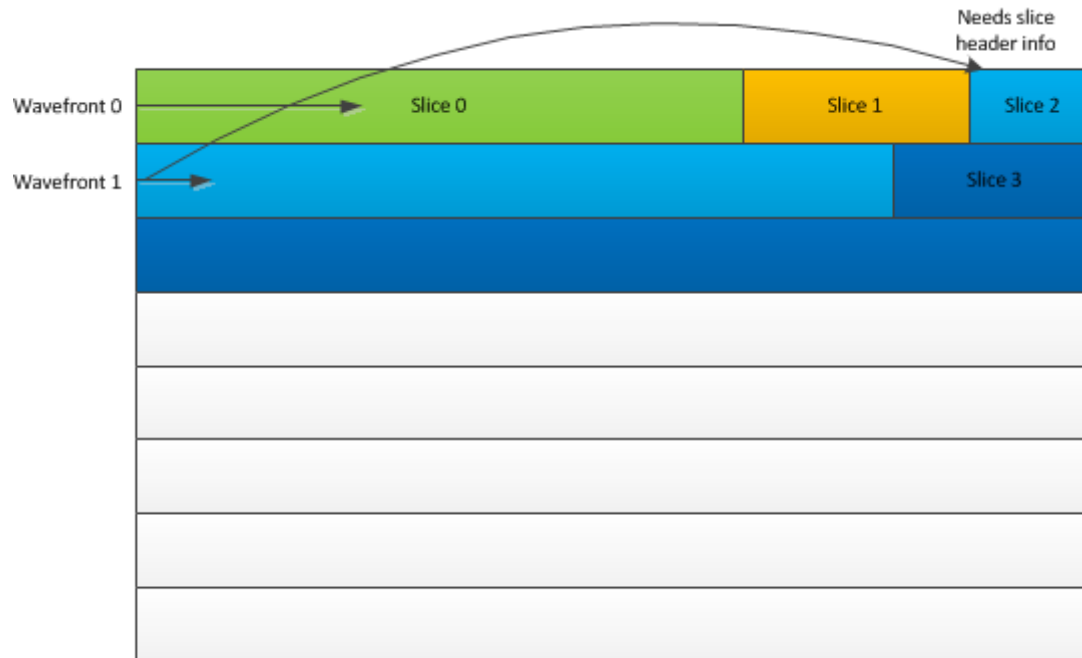 Needs slice
header info
Wavefront 0
Slice 0
Slice 1
Slice 2
Wavefront 1
Slice 3